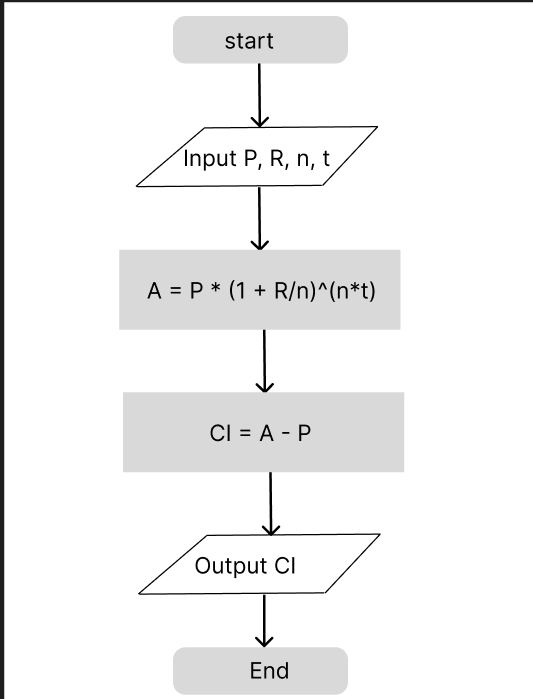 start
Input P, R, n, t
A = P * (1 + R/n)^(n*t)
CI = A - P
Output CI
End